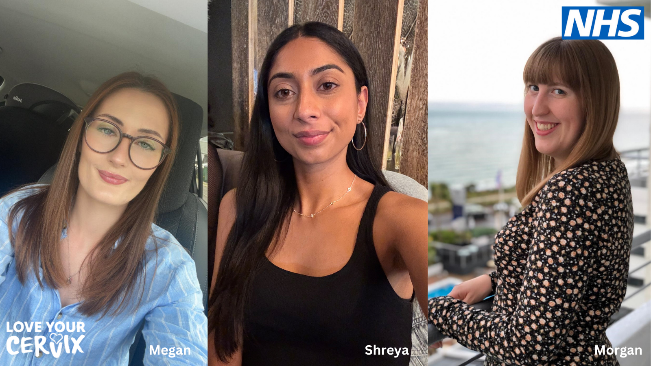 NHS
LOVE YOUR
CERVIX
Megan
Shreya
Morgan